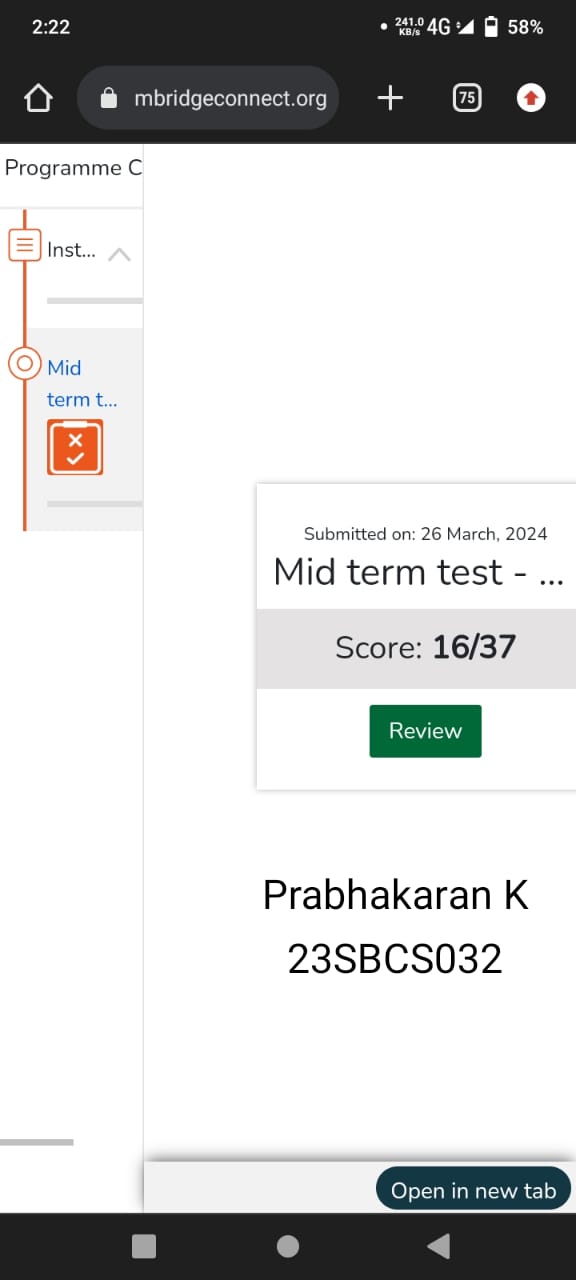 2:22
241.0 KB/s 4G 58%
mbridgeconnect.org
75
Programme C
Inst...
Mid
term t...
Submitted on: 26 March, 2024
Mid term test - ...
Score: 16/37
Review
Prabhakaran K
23SBCS032
Open in new tab